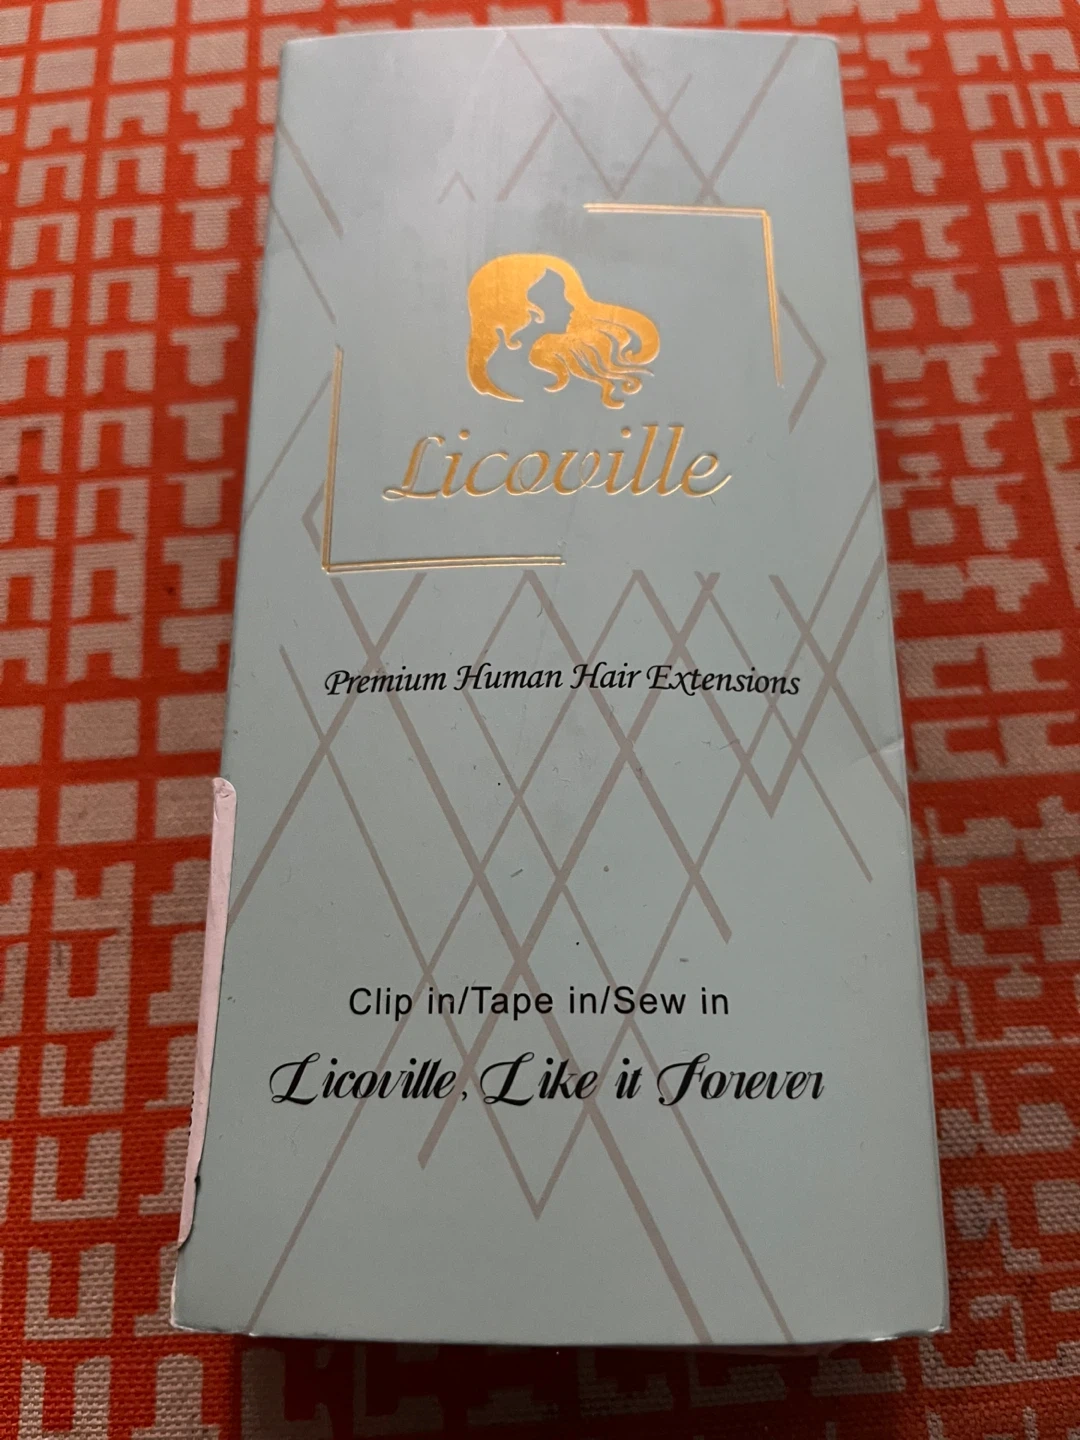 Licoville
Premium Human Hair Extensions
Clip in/Tape in/Sew in
Licoville, Like it Forever